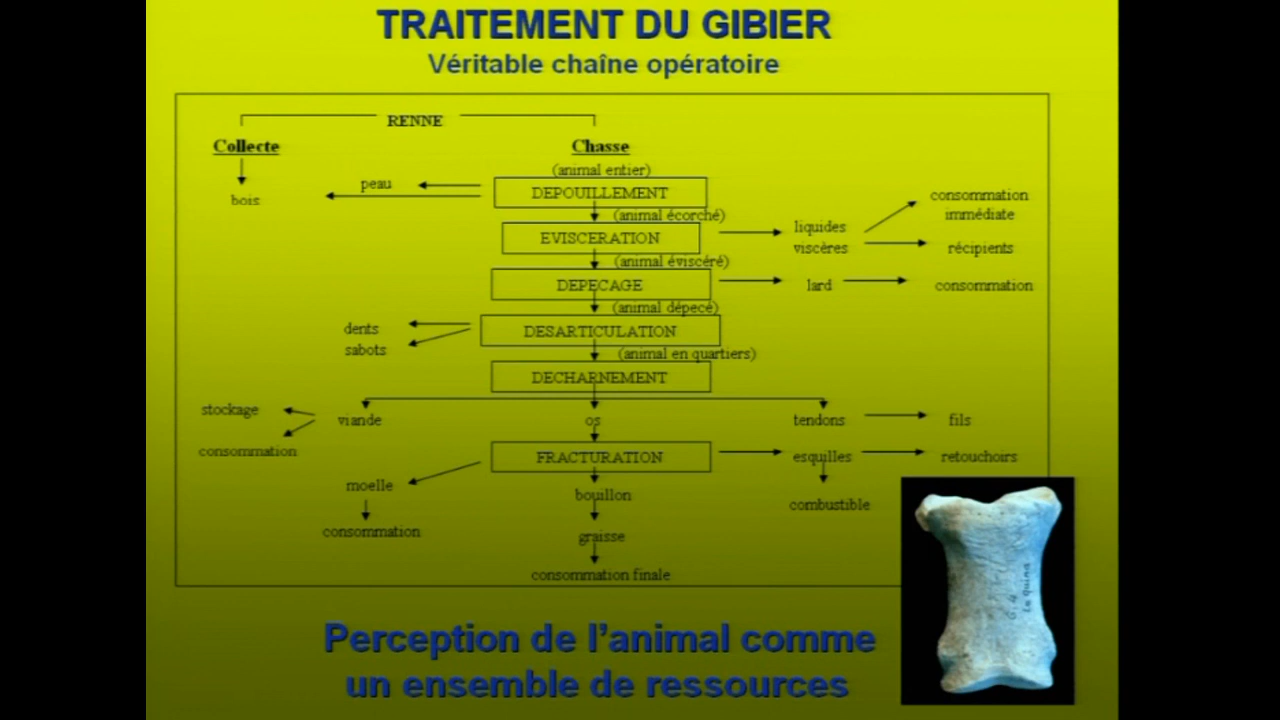 TRAITEMENT DU GIBIER
Véritable chaîne opératoire
RENNE
Collecte
Chasse
(animal entier)
bois
peau
DEPOUILLEMENT
(animal écorché)
consommation
immédiate
EVISCERATION
liquides
viscères
récipients
(animal éviscéré)
DEPECAGE
lard
consommation
(animal dépecé)
dents
sabots
DESARTICULATION
(animal en quartiers)
DECHARNEMENT
stockage
consommation
viande
os
tendons
fils
FRACTURATION
esquilles
retouchoirs
moelle
bouillon
combustible
consommation
graisse
consommation finale
La Quina
Perception de l'animal comme
un ensemble de ressources